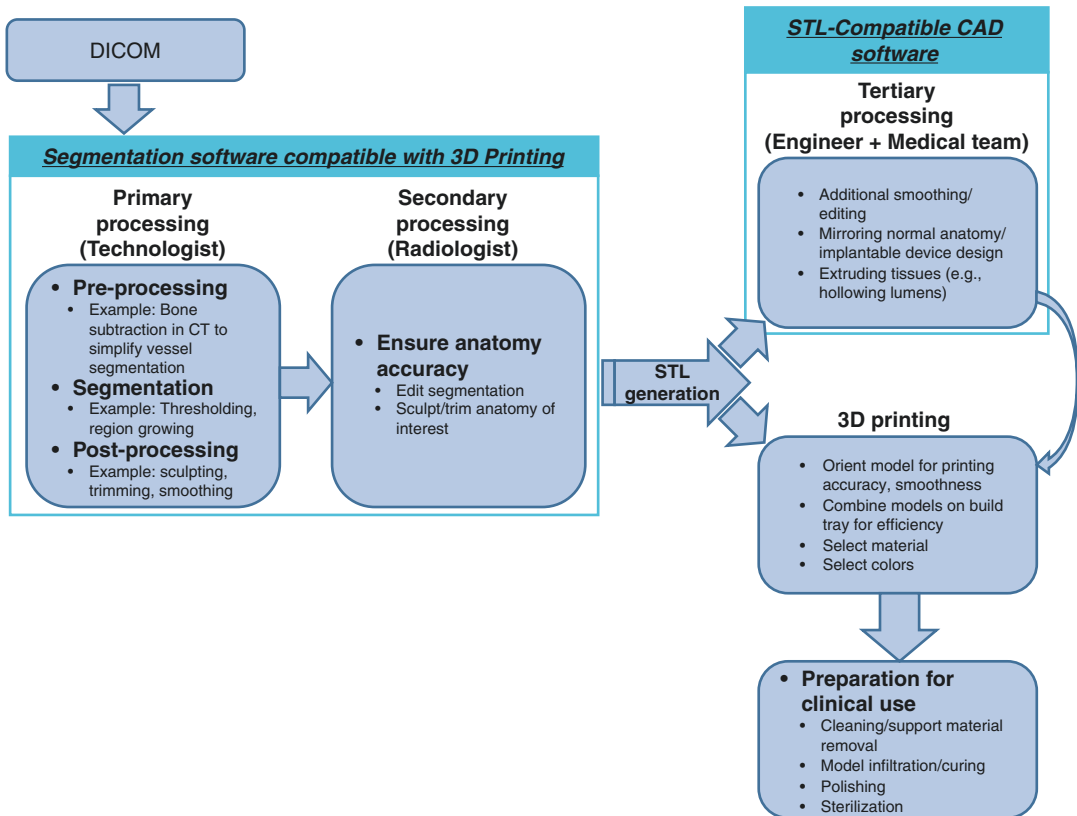 DICOM
Segmentation software compatible with 3D Printing
Primary
processing
(Technologist)
• Pre-processing
• Example: Bone
subtraction in CT to
simplify vessel
segmentation
• Segmentation
• Example: Thresholding,
region growing
• Post-processing
• Example: sculpting,
trimming, smoothing
Secondary
processing
(Radiologist)
• Ensure anatomy
accuracy
• Edit segmentation
• Sculpt/trim anatomy of
interest
STL
generation
STL-Compatible CAD
software
Tertiary
processing
(Engineer + Medical team)
• Additional smoothing/
editing
• Mirroring normal anatomy/
implantable device design
• Extruding tissues (e.g.,
hollowing lumens)
3D printing
• Orient model for printing
accuracy, smoothness
• Combine models on build
tray for efficiency
• Select material
• Select colors
• Preparation for
clinical use
• Cleaning/support material
removal
• Model infiltration/curing
• Polishing
• Sterilization